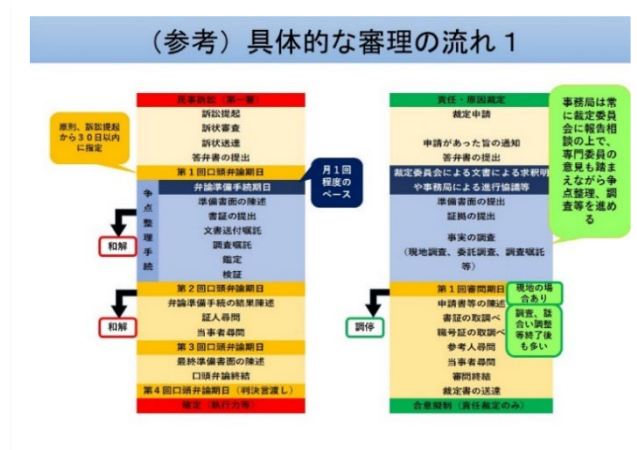 （参考）具体的な審理の流れ１
民事訴訟（第一審）
訴訟提起
訴状審査
訴状送達
答弁書の提出
原則、訴訟提起
から３０日以内
に指定
第１回口頭弁論期日
争点整理手続
弁論準備手続期日
月１回
程度の
ペース
準備書面の陳述
書証の提出
文書送付嘱託
調査嘱託
鑑定
検証
和解
第２回口頭弁論期日
弁論準備手続の結果陳述
証人尋問
当事者尋問
和解
第３回口頭弁論期日
最終準備書面の陳述
口頭弁論終結
第４回口頭弁論期日（判決言渡し）
確定（執行力等）
責任・原因裁定
裁定申請
申請があった旨の通知
答弁書の提出
裁定委員会による文書による求釈明
や事務局による進行協議等
準備書面の提出
証拠の提出
事実の調査
（現地調査、委託調査、調査嘱託
等）
事務局は常
に裁定委員
会に報告相
談の上で、
専門委員の
意見も踏ま
えながら争
点整理、調
査等を進め
る
第１回審問期日
現地の場
合あり
調停
申請書等の陳述
書証の取調べ
職号証の取調べ
参考人尋問
当事者尋問
審問終結
裁定書の送達
調査、話
合い調整
等終了後
も多い
合意擬制（責任裁定のみ）